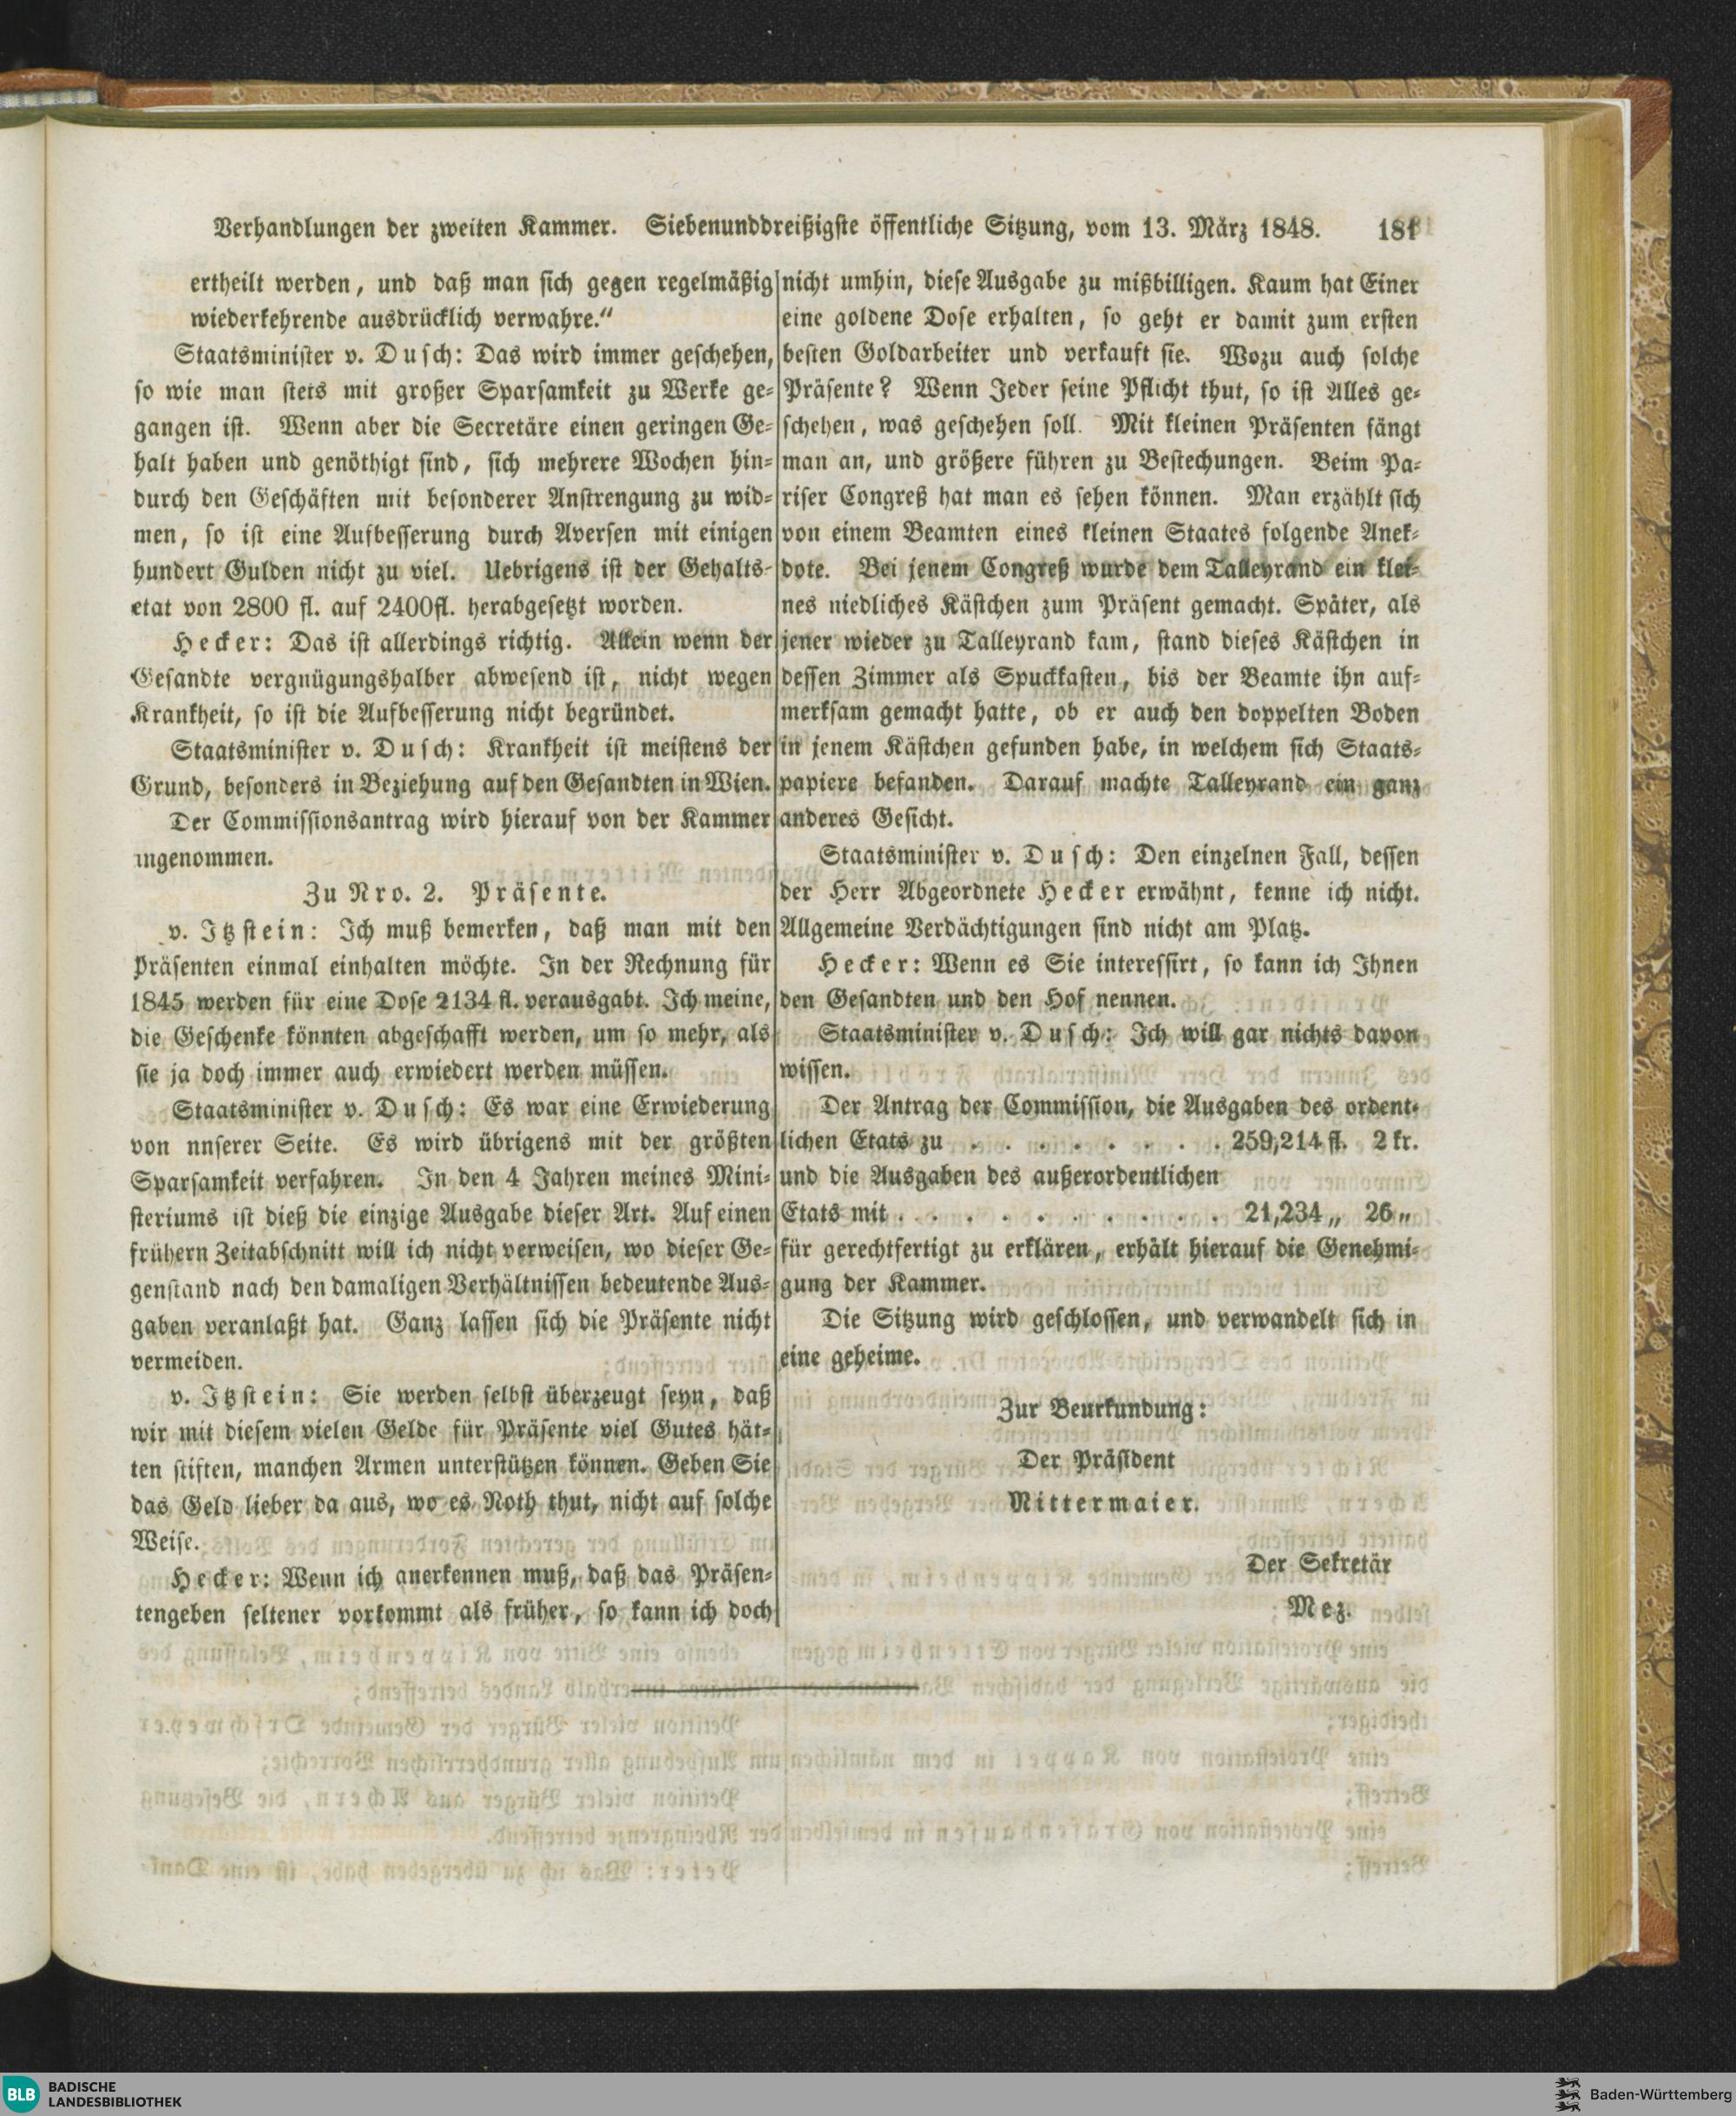 Verhandlungen der zweiten Kammer. Siebenunddreißigste öffentliche Sitzung, vom 13. März 1848. 181
ertheilt werden, und daß man sich gegen regelmäßig
wiederkehrende ausdrücklich verwahre.“
Staatsminister v. Dusch: Das wird immer geschehen,
so wie man stets mit großer Sparsamkeit zu Werke ge-
gangen ist. Wenn aber die Secretäre einen geringen Ge-
halt haben und genöthigt sind, sich mehrere Wochen hin-
durch den Geschäften mit besonderer Anstrengung zu wid-
men, so ist eine Aufbesserung durch Aversen mit einigen
hundert Gulden nicht zu viel. Uebrigens ist der Gehalts-
etat von 2800 fl. auf 2400fl. herabgesetzt worden.
Hecker: Das ist allerdings richtig. Allein wenn der
Gesandte vergnügungshalber abwesend ist, nicht wegen
Krankheit, so ist die Aufbesserung nicht begründet.
Staatsminister v. Dusch: Krankheit ist meistens der
Grund, besonders in Beziehung auf den Gesandten in Wien.
Der Commissionsantrag wird hierauf von der Kammer
angenommen.
Zu Nro. 2. Präsente.
v. Itzstein: Ich muß bemerken, daß man mit den
Präsenten einmal einhalten möchte. In der Rechnung für
1845 werden für eine Dose 2134 fl. verausgabt. Ich meine,
die Geschenke könnten abgeschafft werden, um so mehr, als
sie ja doch immer auch erwiedert werden müssen.
Staatsminister v. Dusch: Es war eine Erwiederung
von nnserer Seite. Es wird übrigens mit der größten
Sparsamkeit verfahren. In den 4 Jahren meines Mini-
steriums ist dieß die einzige Ausgabe dieser Art. Auf einen
frühern Zeitabschnitt will ich nicht verweisen, wo dieser Ge-
genstand nach den damaligen Verhältnissen bedeutende Aus-
gaben veranlaßt hat. Ganz lassen sich die Präsente nicht
vermeiden.
v. Itzstein: Sie werden selbst überzeugt seyn, daß
wir mit diesem vielen Gelde für Präsente viel Gutes hät-
ten stiften, manchen Armen unterstützen können. Geben Sie
das Geld lieber da aus, wo es Noth thut, nicht auf solche
Weise.
Hecker: Wenn ich anerkennen muß, daß das Präsen-
tengeben seltener vorkommt als früher, so kann ich doch
nicht umhin, diese Ausgabe zu mißbilligen. Kaum hat Einer
eine goldene Dose erhalten, so geht er damit zum ersten
besten Goldarbeiter und verkauft sie. Wozu auch solche
Präsente? Wenn Jeder seine Pflicht thut, so ist Alles ge-
schehen, was geschehen soll. Mit kleinen Präsenten fängt
man an, und größere führen zu Bestechungen. Beim Pa-
riser Congreß hat man es sehen können. Man erzählt sich
von einem Beamten eines kleinen Staates folgende Anek-
dote. Bei jenem Congreß wurde dem Talleyrand ein klei-
nes niedliches Kästchen zum Präsent gemacht. Später, als
jener wieder zu Talleyrand kam, stand dieses Kästchen in
dessen Zimmer als Spuckkasten, bis der Beamte ihn auf-
merksam gemacht hatte, ob er auch den doppelten Boden
in jenem Kästchen gefunden habe, in welchem sich Staats-
papiere befanden. Darauf machte Talleyrand ein ganz
anderes Gesicht.
Staatsminister v. Dusch: Den einzelnen Fall, dessen
der Herr Abgeordnete Hecker erwähnt, kenne ich nicht.
Allgemeine Verdächtigungen sind nicht am Platz.
Hecker: Wenn es Sie interessirt, so kann ich Ihnen
den Gesandten und den Hof nennen.
Staatsminister v. Dusch: Ich will gar nichts davon
wissen.
Der Antrag der Commission, die Ausgaben des ordent-
lichen Etats zu . . . . . . . . 259,214 fl. 2 kr.
und die Ausgaben des außerordentlichen
Etats mit . . . . . . . . . . 21,234 „ 26 „
für gerechtfertigt zu erklären, erhält hierauf die Genehmi-
gung der Kammer.
Die Sitzung wird geschlossen, und verwandelt sich in
eine geheime.
Zur Beurkundung:
Der Präsident
Mittermaier.
Der Sekretär
Mez.
BLB BADISCHE
LANDESBIBLIOTHEK
Baden-Württemberg